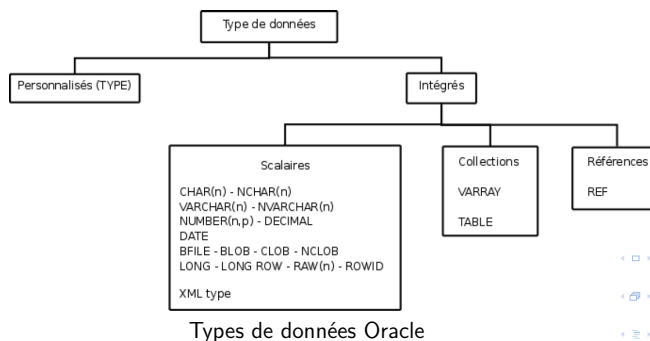 Type de données
Personnalisés (TYPE)
Intégrés
Scalaires
CHAR(n) - NCHAR(n)
VARCHAR(n) - NVARCHAR(n)
NUMBER(n,p) - DECIMAL
DATE
BFILE - BLOB - CLOB - NCLOB
LONG - LONG ROW - RAW(n) - ROWID
XML type
Collections
VARRAY
TABLE
Références
REF
Types de données Oracle